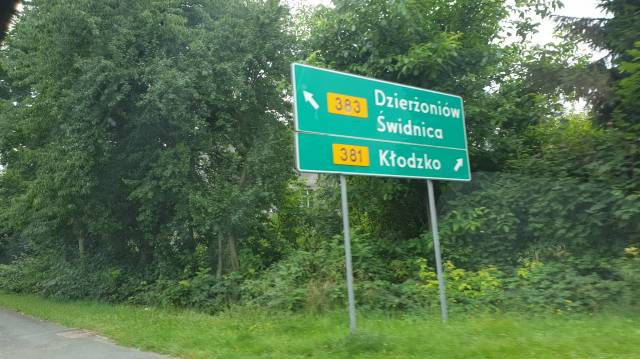 383 Dzierżoniów
Świdnica
381 Kłodzko